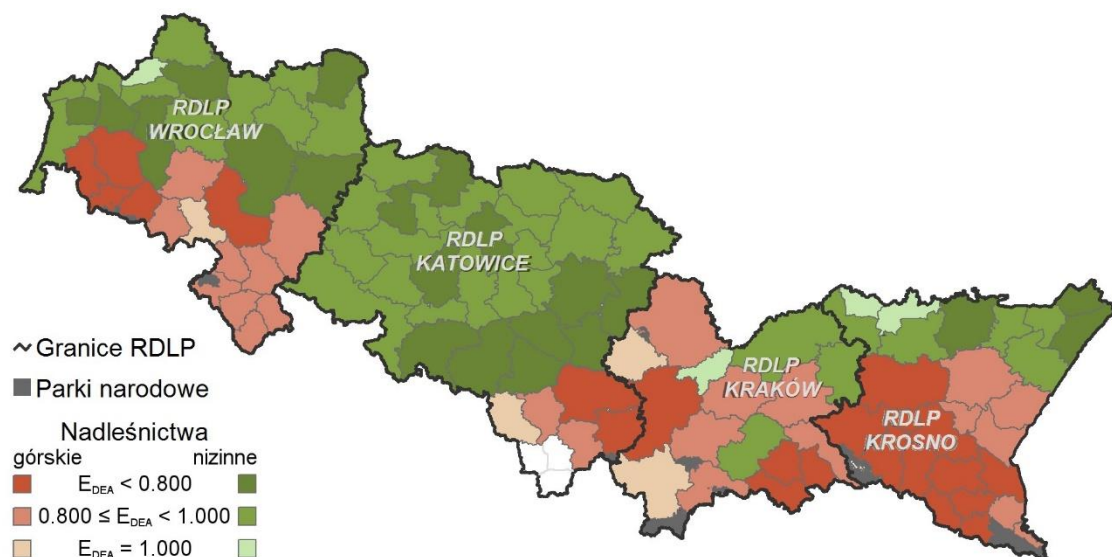 RDLP
WROCŁAW
RDLP
KATOWICE
RDLP
KRAKÓW
RDLP
KROSNO
Granice RDLP
Parki narodowe
Nadleśnictwa
górskie nizinne
E_DEA < 0.800
0.800 ≤ E_DEA < 1.000
E_DEA = 1.000